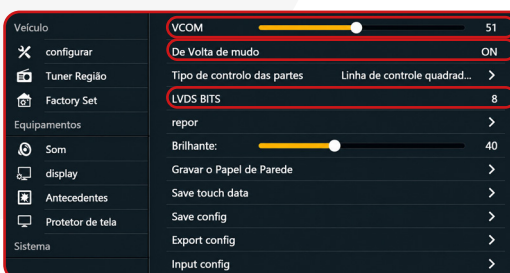 Veículo
configurar
Tuner Região
Factory Set
Equipamentos
Som
display
Antecedentes
Protetor de tela
Sistema
VCOM 51
De Volta de mudo ON
Tipo de controlo das partes Linha de controle quadrad...
LVDS BITS 8
repor
Brilhante: 40
Gravar o Papel de Parede
Save touch data
Save config
Export config
Input config